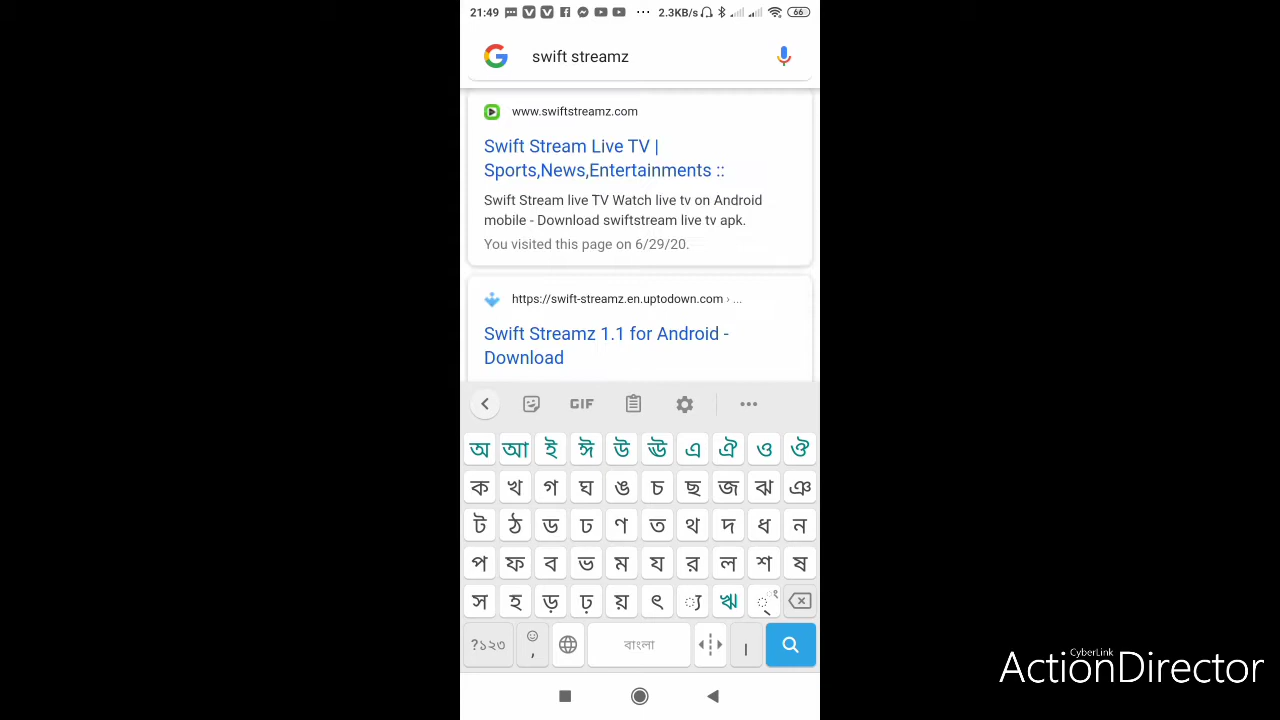 21:49 ... 2.3KB/s 66
swift streamz
www.swiftstreamz.com
Swift Stream Live TV |
Sports,News,Entertainments ::
Swift Stream live TV Watch live tv on Android
mobile - Download swiftstream live tv apk.
You visited this page on 6/29/20.
https://swift-streamz.en.uptodown.com › ...
Swift Streamz 1.1 for Android -
Download
GIF
অ আ ই ঈ উ ঊ এ ঐ ও ঔ
ক খ গ ঘ ঙ চ ছ জ ঝ ঞ
ট ঠ ড ঢ ণ ত থ দ ধ ন
প ফ ব ভ ম য র ল শ ষ
স হ ড় ঢ় য় ৎ ্য ঋ
?১২৩ , বাংলা ।
CyberLink
ActionDirector